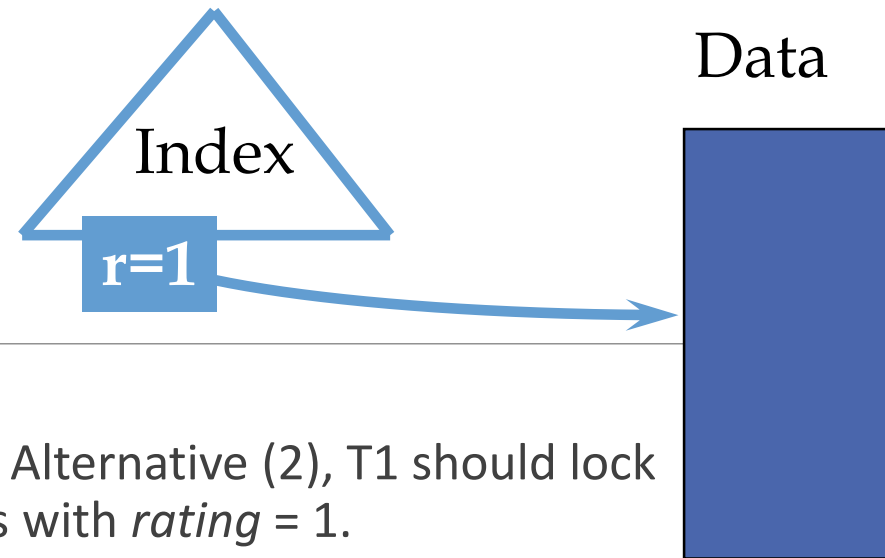 Data
Index
r=1
Alternative (2), T1 should lock
s with rating = 1.